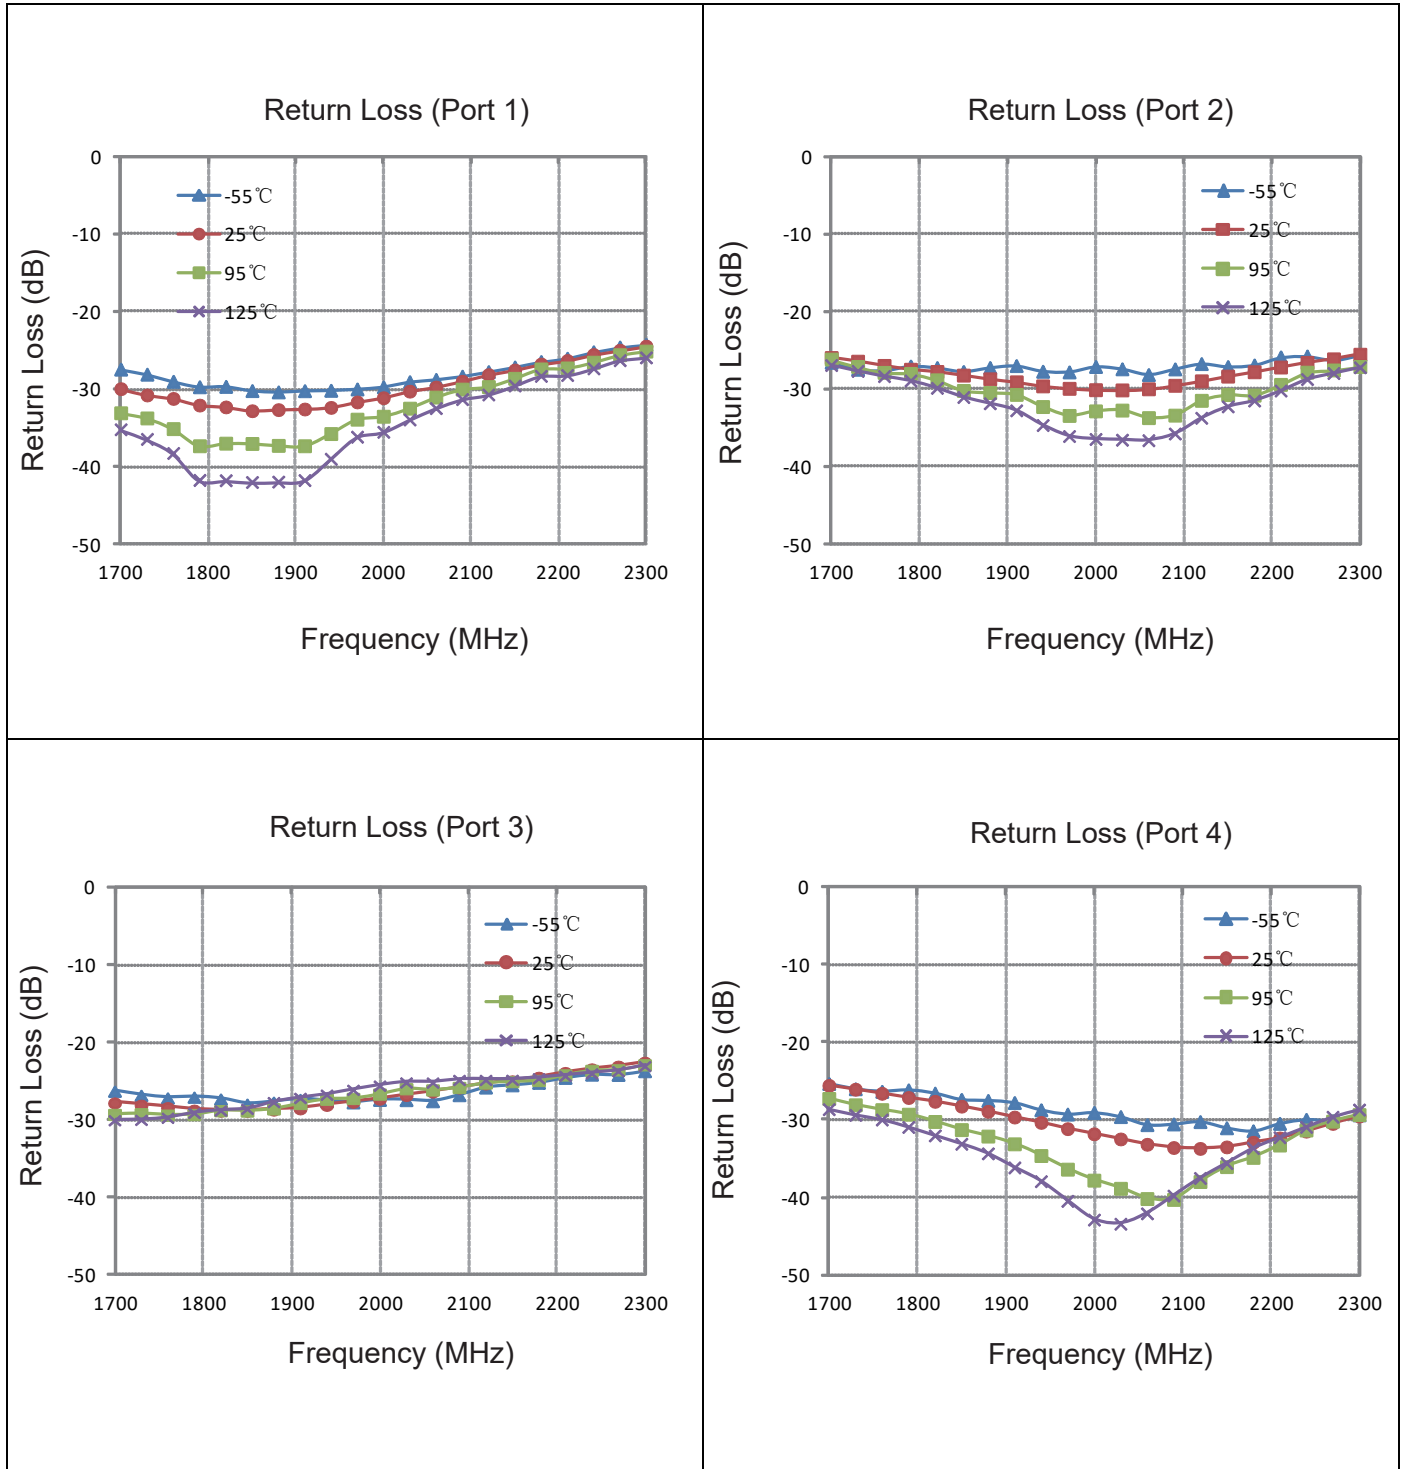 Return Loss (Port 1)
0
-10
-20
-30
-40
-50
Return Loss (dB)
-55℃
25℃
95℃
125℃
1700 1800 1900 2000 2100 2200 2300
Frequency (MHz)
Return Loss (Port 2)
0
-10
-20
-30
-40
-50
Return Loss (dB)
-55℃
25℃
95℃
125℃
1700 1800 1900 2000 2100 2200 2300
Frequency (MHz)
Return Loss (Port 3)
0
-10
-20
-30
-40
-50
Return Loss (dB)
-55℃
25℃
95℃
125℃
1700 1800 1900 2000 2100 2200 2300
Frequency (MHz)
Return Loss (Port 4)
0
-10
-20
-30
-40
-50
Return Loss (dB)
-55℃
25℃
95℃
125℃
1700 1800 1900 2000 2100 2200 2300
Frequency (MHz)